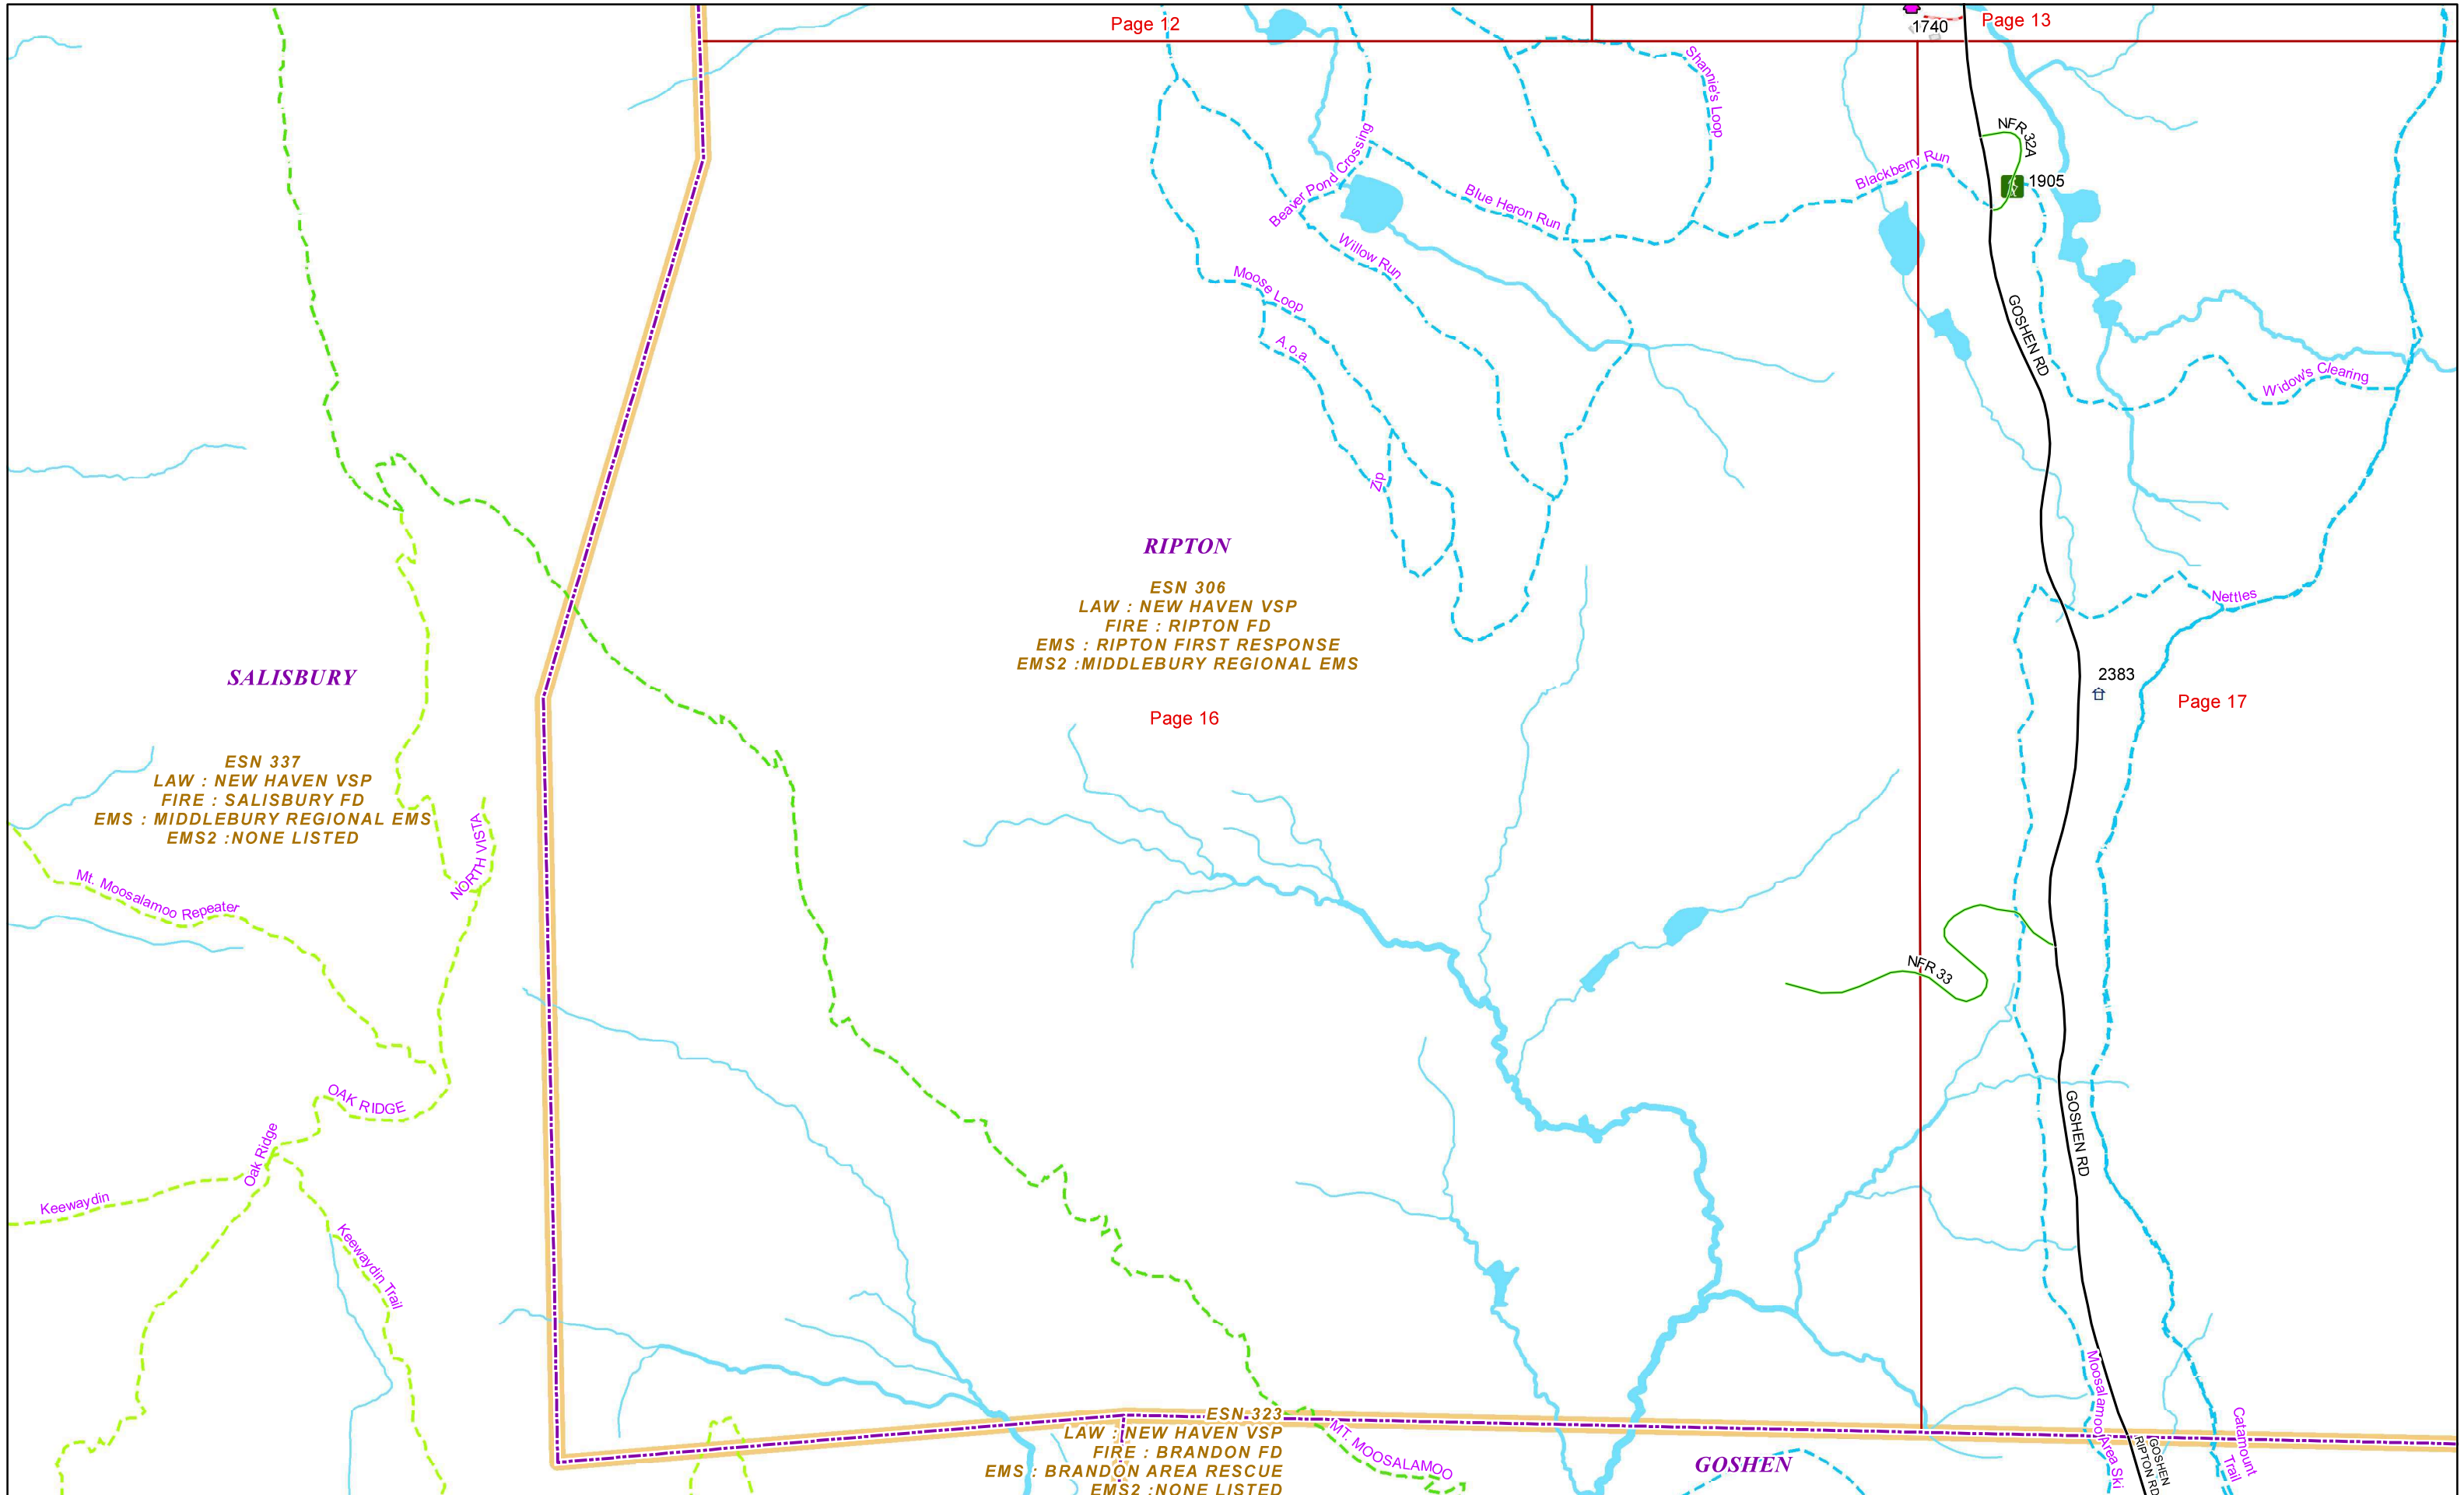 Page 12
1740
Page 13
Shannie's Loop
NFR 32A
Beaver Pond Crossing
Blackberry Run
1905
Blue Heron Run
Willow Run
Moose Loop
GOSHEN RD
A.o.a.
Widow's Clearing
Zip
RIPTON
ESN 306
LAW : NEW HAVEN VSP
FIRE : RIPTON FD
EMS : RIPTON FIRST RESPONSE
EMS2 :MIDDLEBURY REGIONAL EMS
Nettles
SALISBURY
2383
Page 17
Page 16
ESN 337
LAW : NEW HAVEN VSP
FIRE : SALISBURY FD
EMS : MIDDLEBURY REGIONAL EMS
EMS2 :NONE LISTED
NORTH VISTA
Mt. Moosalamoo Repeater
NFR 33
OAK RIDGE
GOSHEN RD
Oak Ridge
Keewaydin
Keewaydin Trail
Moosalamoo Area Ski
Catamount
Trail
ESN 323
LAW : NEW HAVEN VSP
FIRE : BRANDON FD
EMS : BRANDON AREA RESCUE
EMS2 :NONE LISTED
MT. MOOSALAMOO
GOSHEN
GOSHEN
RIPTON RD